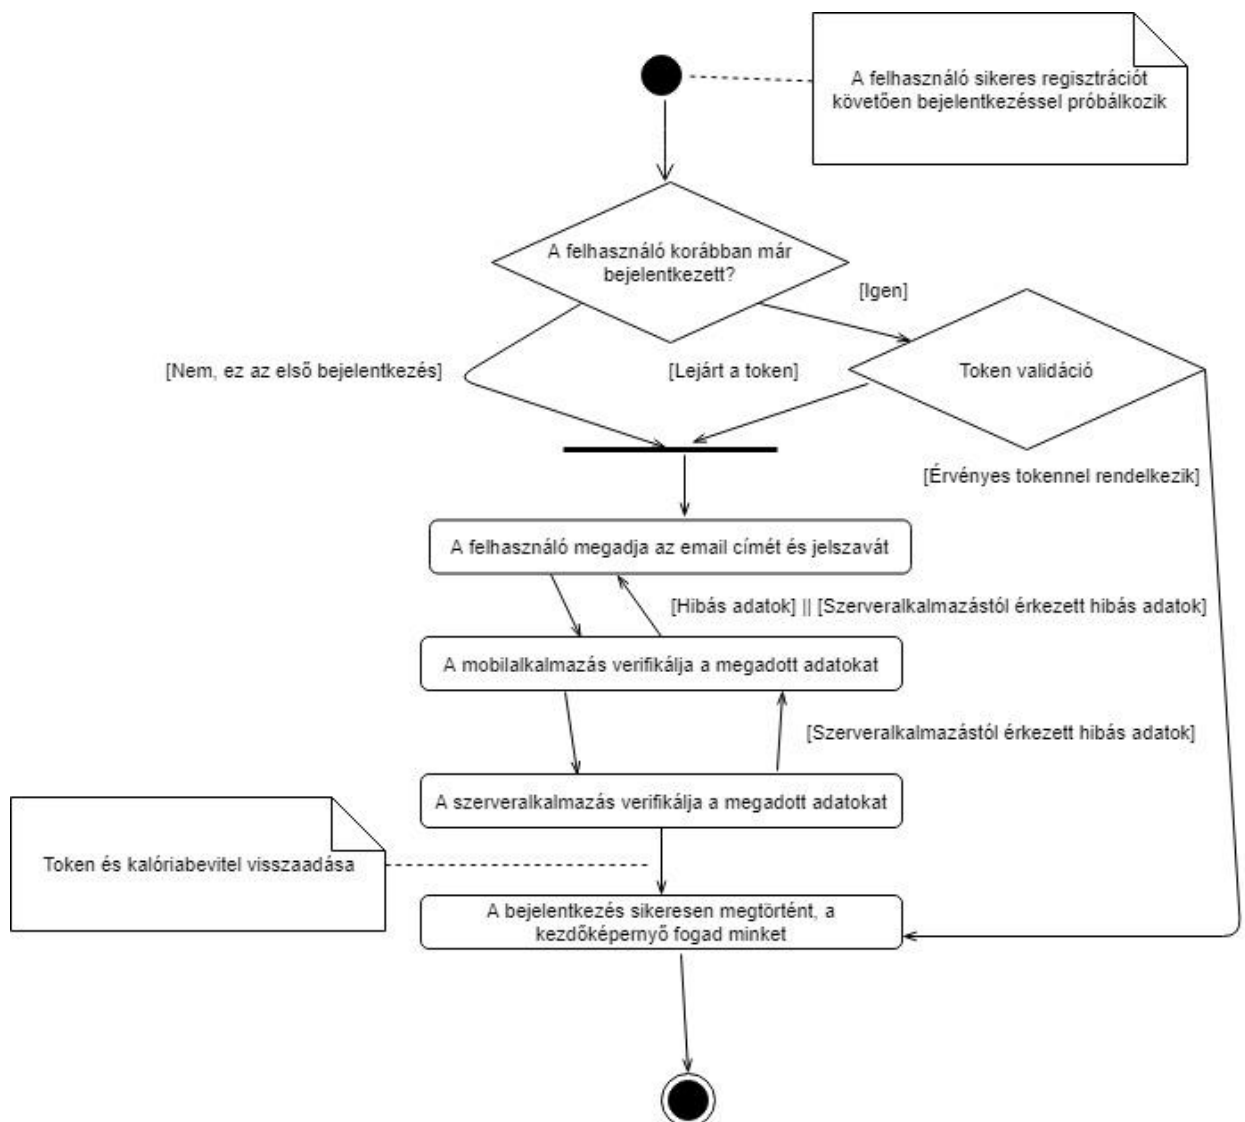 A felhasználó sikeres regisztrációt
követően bejelentkezéssel próbálkozik
A felhasználó korábban már
bejelentkezett?
[Igen]
[Nem, ez az első bejelentkezés]
[Lejárt a token]
Token validáció
[Érvényes tokennel rendelkezik]
A felhasználó megadja az email címét és jelszavát
[Hibás adatok] || [Szerveralkalmazástól érkezett hibás adatok]
A mobilalkalmazás verifikálja a megadott adatokat
[Szerveralkalmazástól érkezett hibás adatok]
A szerveralkalmazás verifikálja a megadott adatokat
Token és kalóriabevitel visszaadása
A bejelentkezés sikeresen megtörtént, a
kezdőképernyő fogad minket